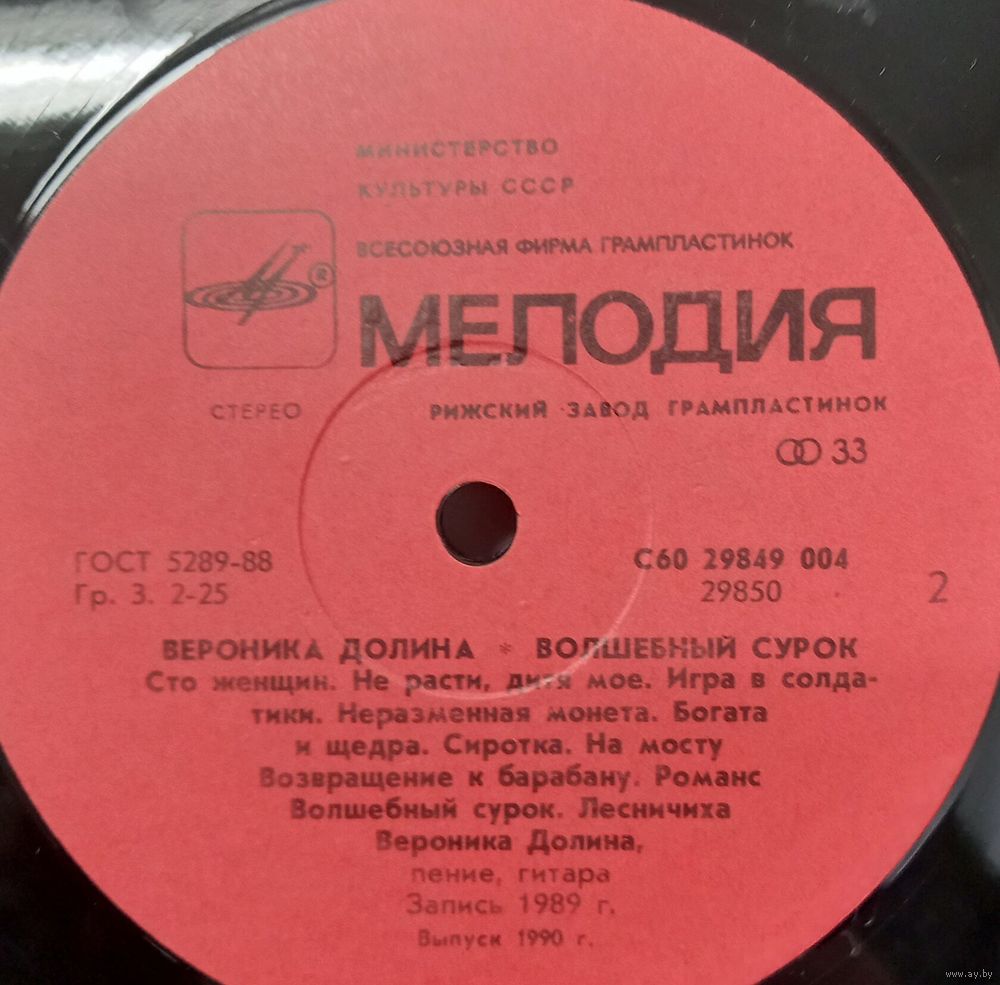 МИНИСТЕРСТВО
КУЛЬТУРЫ СССР
ВСЕСОЮЗНАЯ ФИРМА ГРАМПЛАСТИНОК
®
МЕЛОДИЯ
СТЕРЕО
РИЖСКИЙ ЗАВОД ГРАМПЛАСТИНОК
33
ГОСТ 5289-88
Гр. 3. 2-25
С60 29849 004
29850
2
ВЕРОНИКА ДОЛИНА * ВОЛШЕБНЫЙ СУРОК
Сто женщин. Не расти, дитя мое. Игра в солда-
тики. Неразменная монета. Богата
и щедра. Сиротка. На мосту
Возвращение к барабану. Романс
Волшебный сурок. Лесничиха
Вероника Долина,
пение, гитара
Запись 1989 г.
Выпуск 1990 г.
www.ay.by